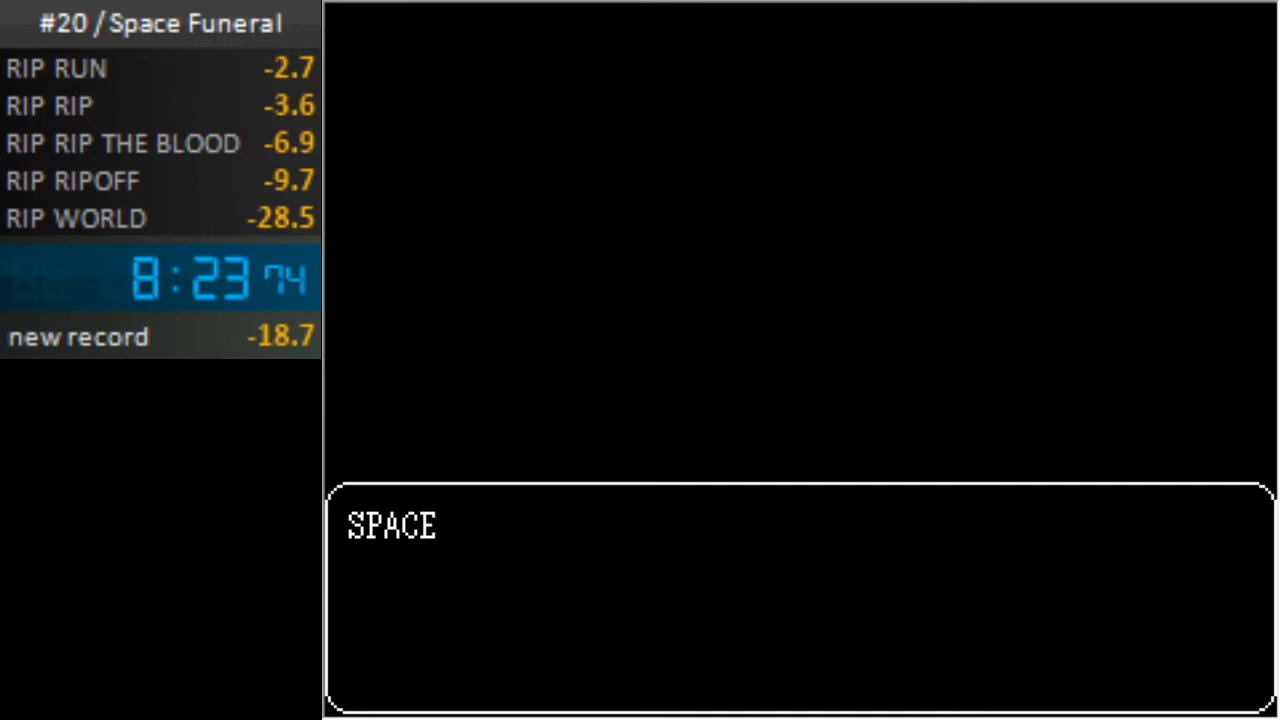 #20 / Space Funeral
RIP RUN -2.7
RIP RIP -3.6
RIP RIP THE BLOOD -6.9
RIP RIPOFF -9.7
RIP WORLD -28.5
8:23 74
new record -18.7
SPACE